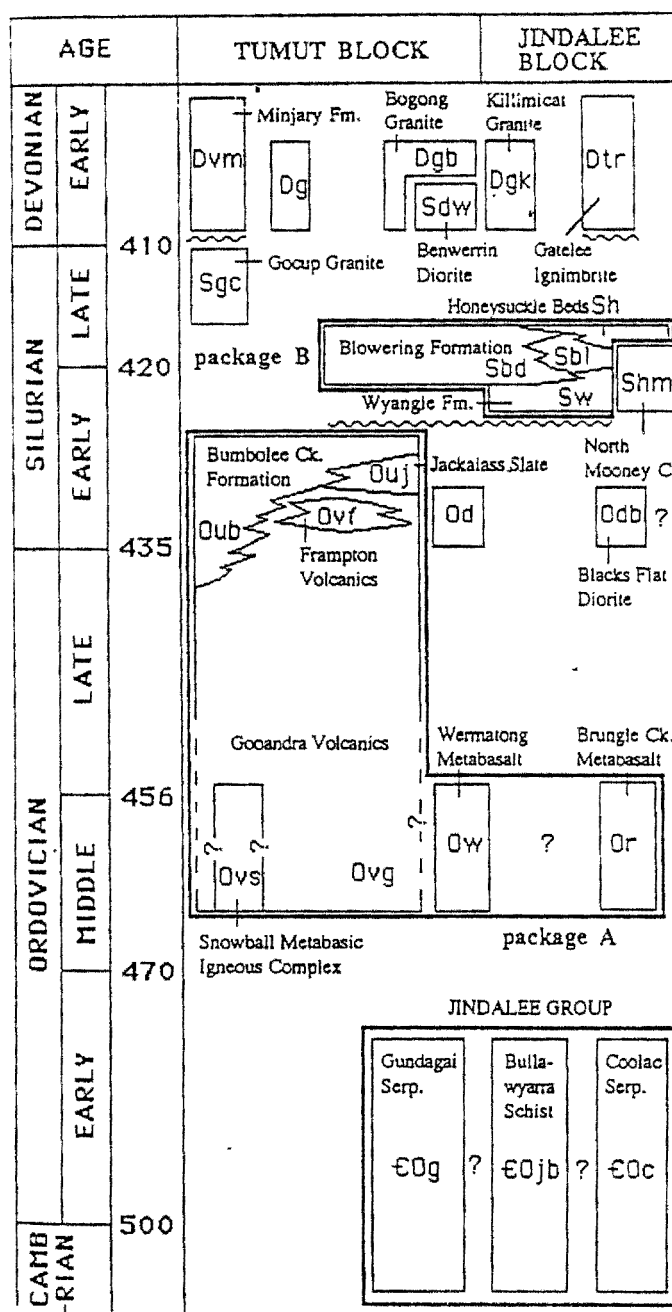 AGE
TUMUT BLOCK
JINDALEE
BLOCK
DEVONIAN
EARLY
Minjary Fm.
Bogong
Granite
Killimicat
Granite
Dvm
Dg
Dgb
Sdw
Dgk
Dtr
410
Benwerrin
Diorite
Gatelee
Ignimbrite
SILURIAN
LATE
Sgc
Gocup Granite
Honeysuckle Beds Sh
package B
Blowering Formation
Sbd
Sbl
420
Wyangle Fm.
Sw
Shm
EARLY
Bumbolee Ck.
Formation
Ouj
Jackalass Slate
North
Mooney C
Oub
Ovf
Od
Odb
?
Frampton
Volcanics
Blacks Flat
Diorite
435
ORDOVICIAN
LATE
Gooandra Volcanics
Wermatong
Metabasalt
Brungle Ck.
Metabasalt
456
MIDDLE
?
?
?
Ovs
Ovg
Ow
?
Or
Snowball Metabasic
Igneous Complex
package A
470
JINDALEE GROUP
EARLY
Gundagai
Serp.
Bulla-
wyarra
Schist
Coolac
Serp.
ЄOg
?
ЄOjb
?
ЄOc
500
CAMB
-RIAN